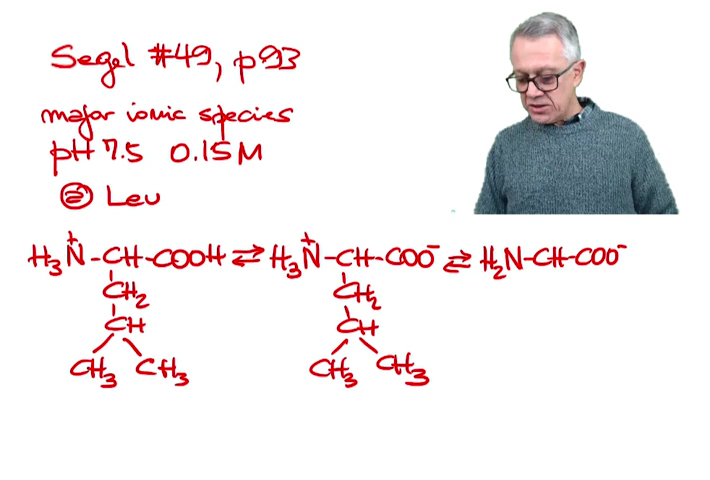 Segel #49, p93
major ionic species
pH 7.5 0.15M
Leu
H₃N⁺-CH-COOH ⇌ H₃N⁺-CH-COO⁻ ⇌ H₂N-CH-COO⁻
CH₂ CH₂
CH CH
CH₃ CH₃ CH₃ CH₃